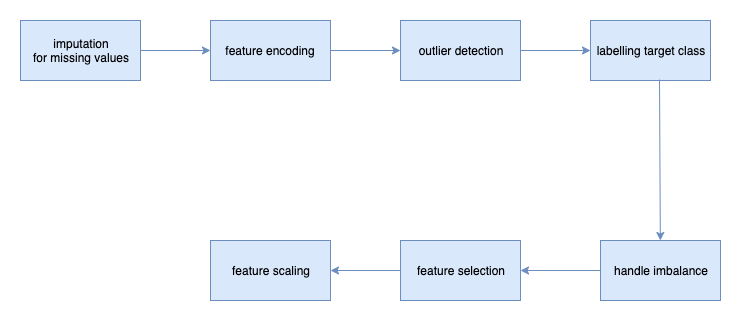 imputation
for missing values
feature encoding
outlier detection
labelling target class
handle imbalance
feature selection
feature scaling